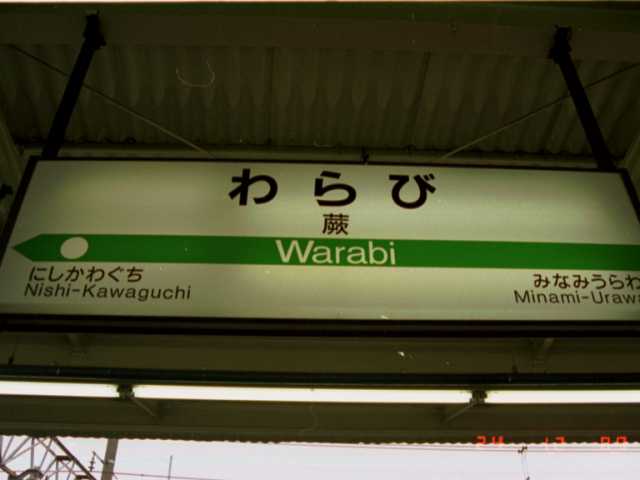 わらび
蕨
Warabi
にしかわぐち
Nishi-Kawaguchi
みなみうらわ
Minami-Urawa